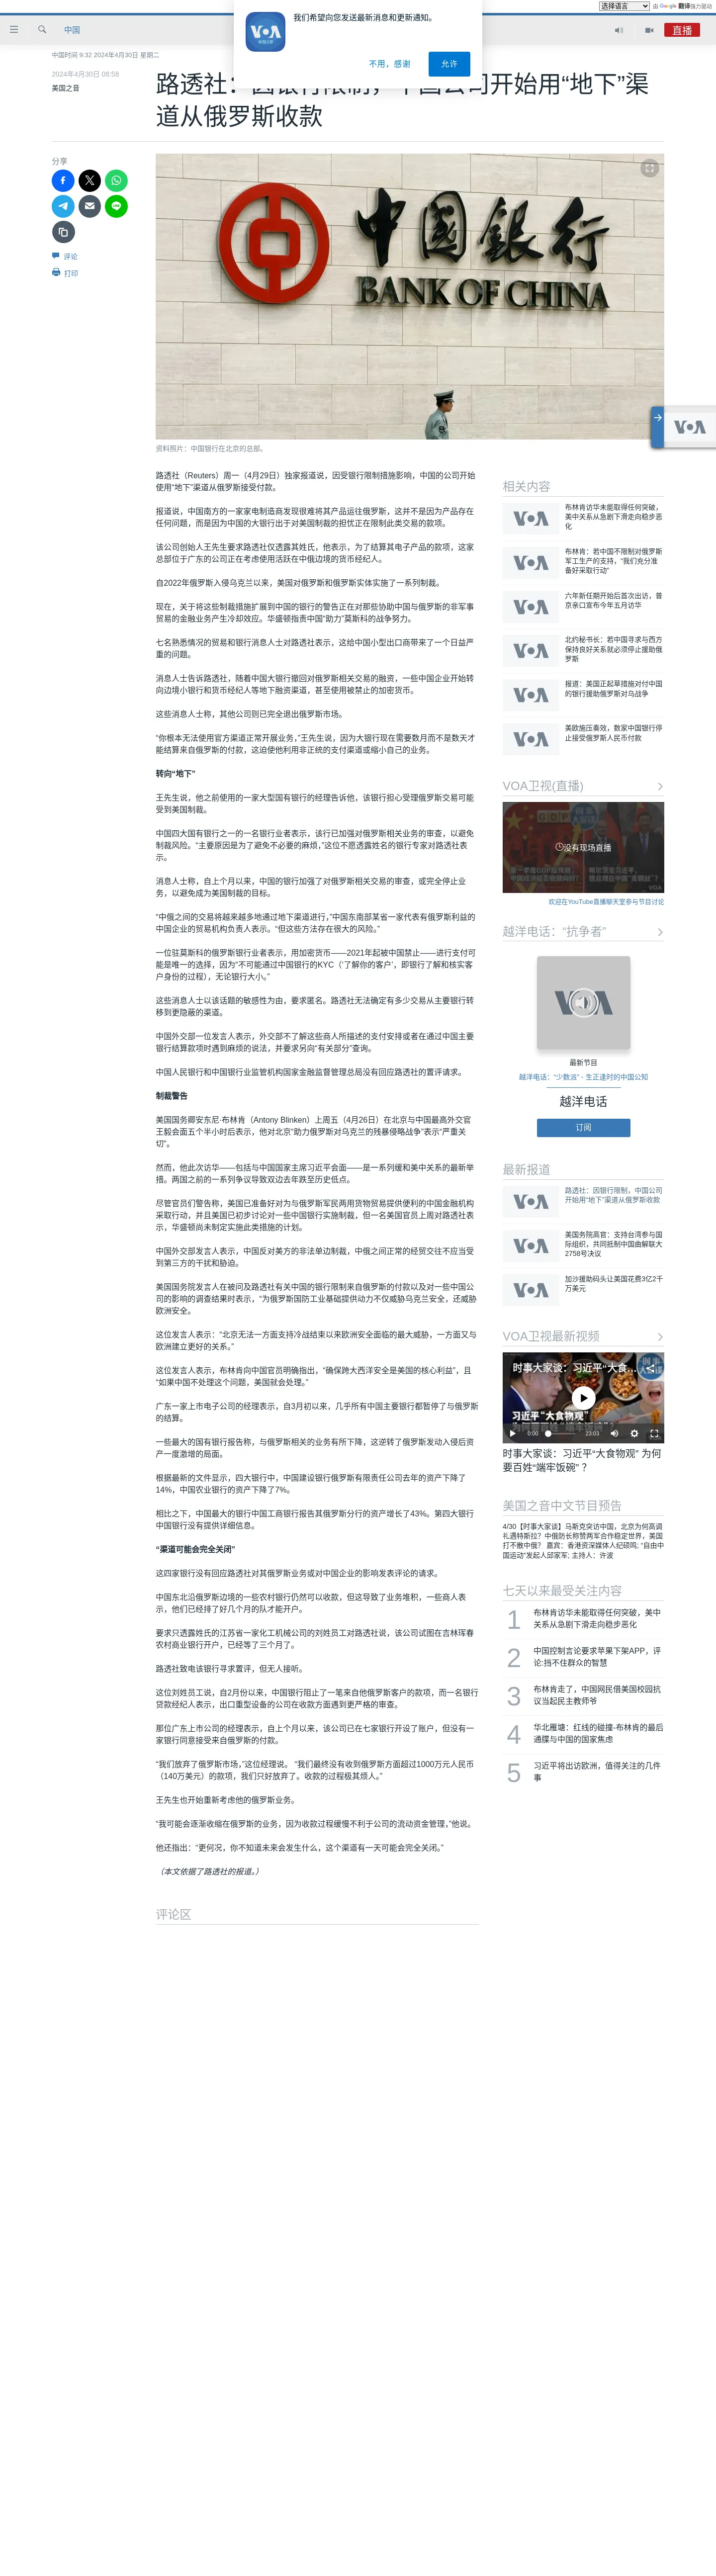 选择语言 由 Google 翻译强力驱动
VOA
美国之音
我们希望向您发送最新消息和更新通知。
不用，感谢
允许
中国
直播
中国时间 9:32 2024年4月30日 星期二
2024年4月30日 08:58
美国之音
路透社：因银行限制，中国公司开始用“地下”渠
道从俄罗斯收款
分享
评论
打印
中国银行
BANK OF CHINA
资料照片：中国银行在北京的总部。
路透社（Reuters）周一（4月29日）独家报道说，因受银行限制措施影响，中国的公司开始
使用“地下”渠道从俄罗斯接受付款。
报道说，中国南方的一家家电制造商发现很难将其产品运往俄罗斯，这并不是因为产品存在
任何问题，而是因为中国的大银行出于对美国制裁的担忧正在限制此类交易的款项。
该公司创始人王先生要求路透社仅透露其姓氏，他表示，为了结算其电子产品的款项，这家
总部位于广东的公司正在考虑使用活跃在中俄边境的货币经纪人。
自2022年俄罗斯入侵乌克兰以来，美国对俄罗斯和俄罗斯实体实施了一系列制裁。
现在，关于将这些制裁措施扩展到中国的银行的警告正在对那些协助中国与俄罗斯的非军事
贸易的金融业务产生冷却效应。华盛顿指责中国“助力”莫斯科的战争努力。
七名熟悉情况的贸易和银行消息人士对路透社表示，这给中国小型出口商带来了一个日益严
重的问题。
消息人士告诉路透社，随着中国大银行撤回对俄罗斯相关交易的融资，一些中国企业开始转
向边境小银行和货币经纪人等地下融资渠道，甚至使用被禁止的加密货币。
这些消息人士称，其他公司则已完全退出俄罗斯市场。
“你根本无法使用官方渠道正常开展业务，”王先生说，因为大银行现在需要数月而不是数天才
能结算来自俄罗斯的付款，这迫使他利用非正统的支付渠道或缩小自己的业务。
转向“地下”
王先生说，他之前使用的一家大型国有银行的经理告诉他，该银行担心受理俄罗斯交易可能
受到美国制裁。
中国四大国有银行之一的一名银行业者表示，该行已加强对俄罗斯相关业务的审查，以避免
制裁风险。“主要原因是为了避免不必要的麻烦，”这位不愿透露姓名的银行专家对路透社表
示。
消息人士称，自上个月以来，中国的银行加强了对俄罗斯相关交易的审查，或完全停止业
务，以避免成为美国制裁的目标。
“中俄之间的交易将越来越多地通过地下渠道进行，”中国东南部某省一家代表有俄罗斯利益的
中国企业的贸易机构负责人表示。“但这些方法存在很大的风险。”
一位驻莫斯科的俄罗斯银行业者表示，用加密货币——2021年起被中国禁止——进行支付可
能是唯一的选择，因为“不可能通过中国银行的KYC（‘了解你的客户’，即银行了解和核实客
户身份的过程），无论银行大小。”
这些消息人士以该话题的敏感性为由，要求匿名。路透社无法确定有多少交易从主要银行转
移到更隐蔽的渠道。
中国外交部一位发言人表示，外交部不了解这些商人所描述的支付安排或者在通过中国主要
银行结算款项时遇到麻烦的说法，并要求另向“有关部分”查询。
中国人民银行和中国银行业监管机构国家金融监督管理总局没有回应路透社的置评请求。
制裁警告
美国国务卿安东尼·布林肯（Antony Blinken）上周五（4月26日）在北京与中国最高外交官
王毅会面五个半小时后表示，他对北京“助力俄罗斯对乌克兰的残暴侵略战争”表示“严重关
切”。
然而，他此次访华——包括与中国国家主席习近平会面——是一系列缓和美中关系的最新举
措。两国之前的一系列争议导致双边去年跌至历史低点。
尽管官员们警告称，美国已准备好对为与俄罗斯军民两用货物贸易提供便利的中国金融机构
采取行动，并且美国已初步讨论对一些中国银行实施制裁，但一名美国官员上周对路透社表
示，华盛顿尚未制定实施此类措施的计划。
中国外交部发言人表示，中国反对美方的非法单边制裁，中俄之间正常的经贸交往不应当受
到第三方的干扰和胁迫。
美国国务院发言人在被问及路透社有关中国的银行限制来自俄罗斯的付款以及对一些中国公
司的影响的调查结果时表示，“为俄罗斯国防工业基础提供动力不仅威胁乌克兰安全，还威胁
欧洲安全。
这位发言人表示：“北京无法一方面支持冷战结束以来欧洲安全面临的最大威胁，一方面又与
欧洲建立更好的关系。”
这位发言人表示，布林肯向中国官员明确指出，“确保跨大西洋安全是美国的核心利益”，且
“如果中国不处理这个问题，美国就会处理。”
广东一家上市电子公司的经理表示，自3月初以来，几乎所有中国主要银行都暂停了与俄罗斯
的结算。
一些最大的国有银行报告称，与俄罗斯相关的业务有所下降，这逆转了俄罗斯发动入侵后资
产一度激增的局面。
根据最新的文件显示，四大银行中，中国建设银行俄罗斯有限责任公司去年的资产下降了
14%，中国农业银行的资产下降了7%。
相比之下，中国最大的银行中国工商银行报告其俄罗斯分行的资产增长了43%。第四大银行
中国银行没有提供详细信息。
“渠道可能会完全关闭”
这四家银行没有回应路透社对其俄罗斯业务或对中国企业的影响发表评论的请求。
中国东北沿俄罗斯边境的一些农村银行仍然可以收款，但这导致了业务堆积，一些商人表
示，他们已经排了好几个月的队才能开户。
要求只透露姓氏的江苏省一家化工机械公司的刘姓员工对路透社说，该公司试图在吉林珲春
农村商业银行开户，已经等了三个月了。
路透社致电该银行寻求置评，但无人接听。
这位刘姓员工说，自2月份以来，中国银行阻止了一笔来自他俄罗斯客户的款项，而一名银行
贷款经纪人表示，出口重型设备的公司在收款方面遇到更严格的审查。
那位广东上市公司的经理表示，自上个月以来，该公司已在七家银行开设了账户，但没有一
家银行同意接受来自俄罗斯的付款。
“我们放弃了俄罗斯市场，”这位经理说。 “我们最终没有收到俄罗斯方面超过1000万元人民币
（140万美元）的款项，我们只好放弃了。收款的过程极其烦人。”
王先生也开始重新考虑他的俄罗斯业务。
“我可能会逐渐收缩在俄罗斯的业务，因为收款过程缓慢不利于公司的流动资金管理，”他说。
他还指出：“更何况，你不知道未来会发生什么，这个渠道有一天可能会完全关闭。”
（本文依据了路透社的报道。）
评论区
VOA
相关内容
VOA
布林肯访华未能取得任何突破，
美中关系从急剧下滑走向稳步恶
化
VOA
布林肯：若中国不限制对俄罗斯
军工生产的支持，“我们充分准
备好采取行动”
VOA
六年新任期开始后首次出访，普
京亲口宣布今年五月访华
VOA
北约秘书长：若中国寻求与西方
保持良好关系就必须停止援助俄
罗斯
VOA
报道：美国正起草措施对付中国
的银行援助俄罗斯对乌战争
VOA
美欧施压奏效，数家中国银行停
止接受俄罗斯人民币付款
VOA卫视(直播)
没有现场直播
欢迎在YouTube直播聊天室参与节目讨论
越洋电话：“抗争者”
VOA
最新节目
越洋电话：“少数派” - 生正逢时的中国公知
越洋电话
订阅
最新报道
VOA
路透社：因银行限制，中国公司
开始用“地下”渠道从俄罗斯收款
VOA
美国务院高官：支持台湾参与国
际组织，共同抵制中国曲解联大
2758号决议
VOA
加沙援助码头让美国花费3亿2千
万美元
VOA卫视最新视频
时事大家谈：习近平“大食...
习近平“大食物观”
0:00
23:03
时事大家谈：习近平“大食物观” 为何
要百姓“端牢饭碗” ？
美国之音中文节目预告
4/30【时事大家谈】马斯克突访中国，北京为何高调
礼遇特斯拉？中俄防长称赞两军合作稳定世界，美国
打不散中俄？ 嘉宾：香港资深媒体人纪硕鸣; “自由中
国运动”发起人邱家军; 主持人：许波
七天以来最受关注内容
1
布林肯访华未能取得任何突破，美中
关系从急剧下滑走向稳步恶化
2
中国控制言论要求苹果下架APP，评
论:挡不住群众的智慧
3
布林肯走了，中国网民借美国校园抗
议当起民主教师爷
4
华北雁塘：红线的碰撞-布林肯的最后
通牒与中国的国家焦虑
5
习近平将出访欧洲，值得关注的几件
事